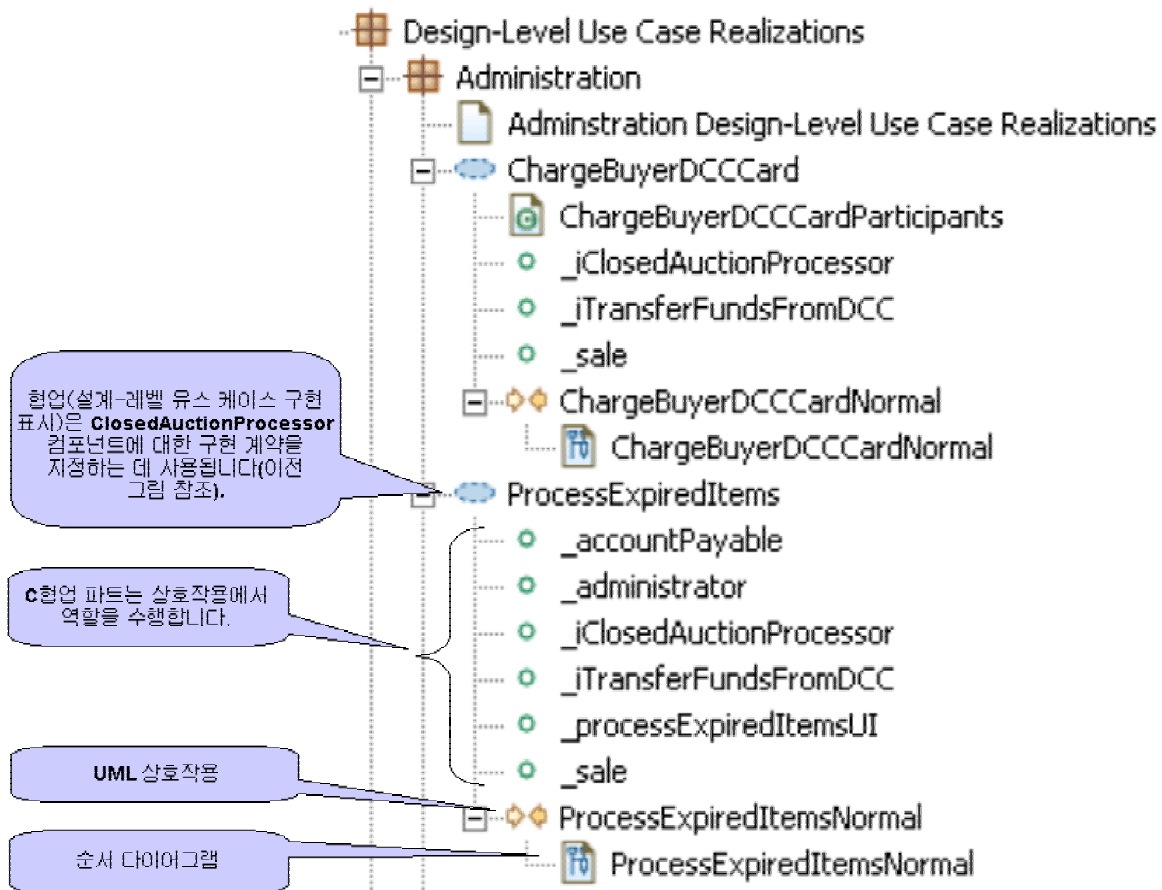 Design-Level Use Case Realizations
Administration
Adminstration Design-Level Use Case Realizations
ChargeBuyerDCCCard
ChargeBuyerDCCCardParticipants
_iClosedAuctionProcessor
_iTransferFundsFromDCC
_sale
ChargeBuyerDCCCardNormal
ChargeBuyerDCCCardNormal
협업(설계-레벨 유스 케이스 구현
표시)은 ClosedAuctionProcessor
컴포넌트에 대한 구현 계약을
지정하는 데 사용됩니다(이전
그림 참조).
ProcessExpiredItems
_accountPayable
_administrator
_iClosedAuctionProcessor
_iTransferFundsFromDCC
_processExpiredItemsUI
_sale
C협업 파트는 상호작용에서
역할을 수행합니다.
UML 상호작용
ProcessExpiredItemsNormal
순서 다이어그램
ProcessExpiredItemsNormal